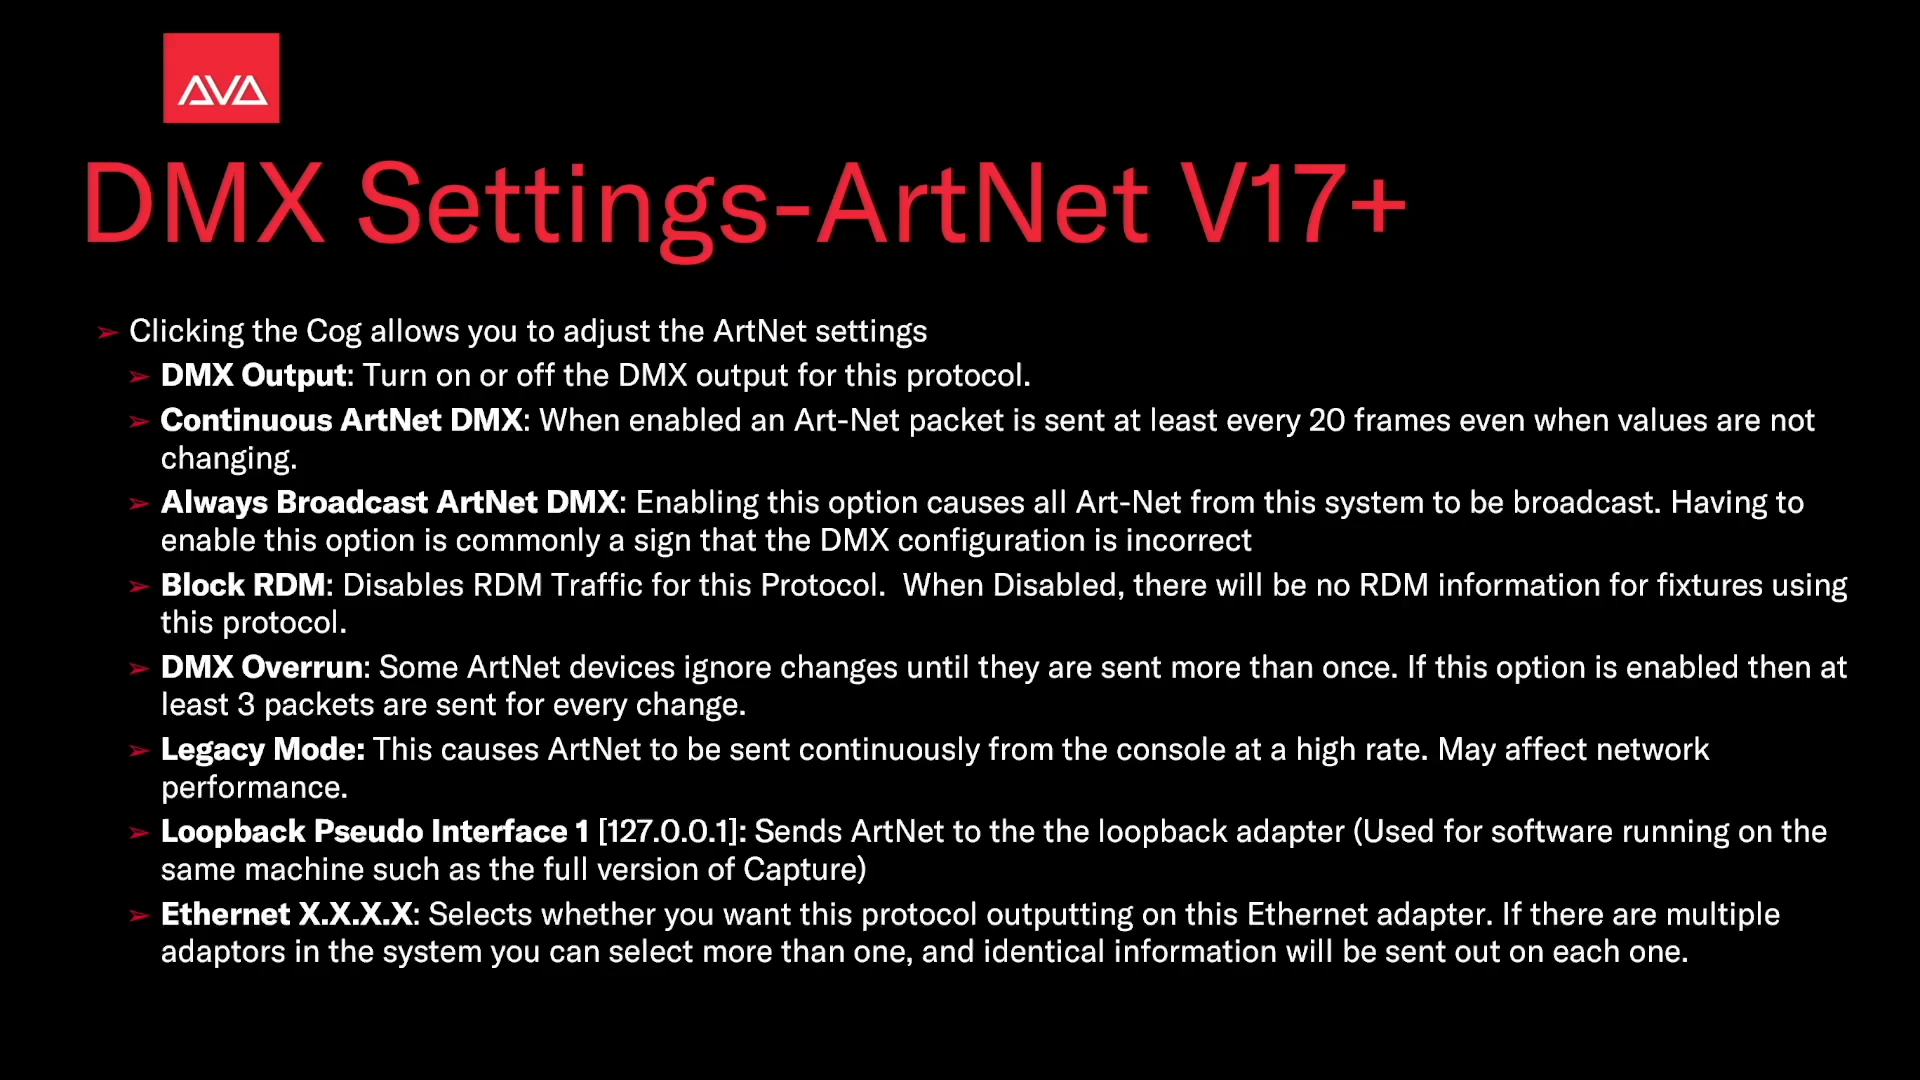 AVA
DMX Settings-ArtNet V17+
➢ Clicking the Cog allows you to adjust the ArtNet settings
➢ DMX Output: Turn on or off the DMX output for this protocol.
➢ Continuous ArtNet DMX: When enabled an Art-Net packet is sent at least every 20 frames even when values are not
changing.
➢ Always Broadcast ArtNet DMX: Enabling this option causes all Art-Net from this system to be broadcast. Having to
enable this option is commonly a sign that the DMX configuration is incorrect
➢ Block RDM: Disables RDM Traffic for this Protocol.  When Disabled, there will be no RDM information for fixtures using
this protocol.
➢ DMX Overrun: Some ArtNet devices ignore changes until they are sent more than once. If this option is enabled then at
least 3 packets are sent for every change.
➢ Legacy Mode: This causes ArtNet to be sent continuously from the console at a high rate. May affect network
performance.
➢ Loopback Pseudo Interface 1 [127.0.0.1]: Sends ArtNet to the the loopback adapter (Used for software running on the
same machine such as the full version of Capture)
➢ Ethernet X.X.X.X: Selects whether you want this protocol outputting on this Ethernet adapter. If there are multiple
adaptors in the system you can select more than one, and identical information will be sent out on each one.